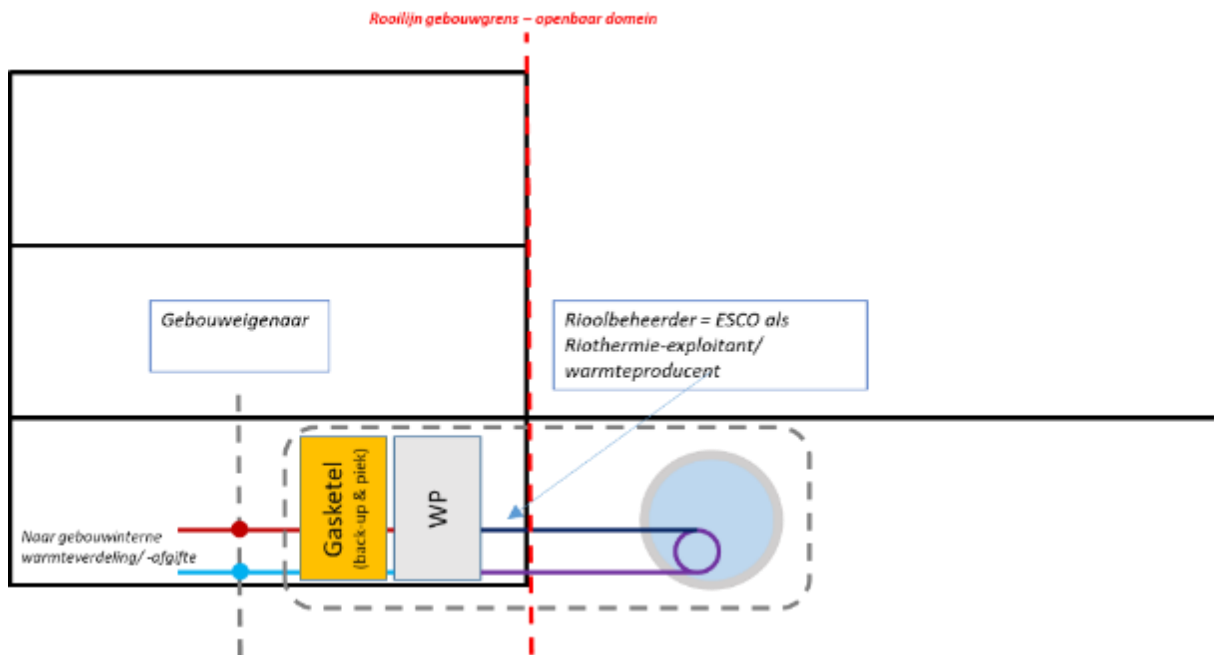 Rooilijn gebouwgrens – openbaar domein
Gebouweigenaar
Rioolbeheerder = ESCO als
Riothermie-exploitant/
warmteproducent
Gasketel
(back-up & piek)
WP
Naar gebouwinterne
warmteverdeling/ -afgifte